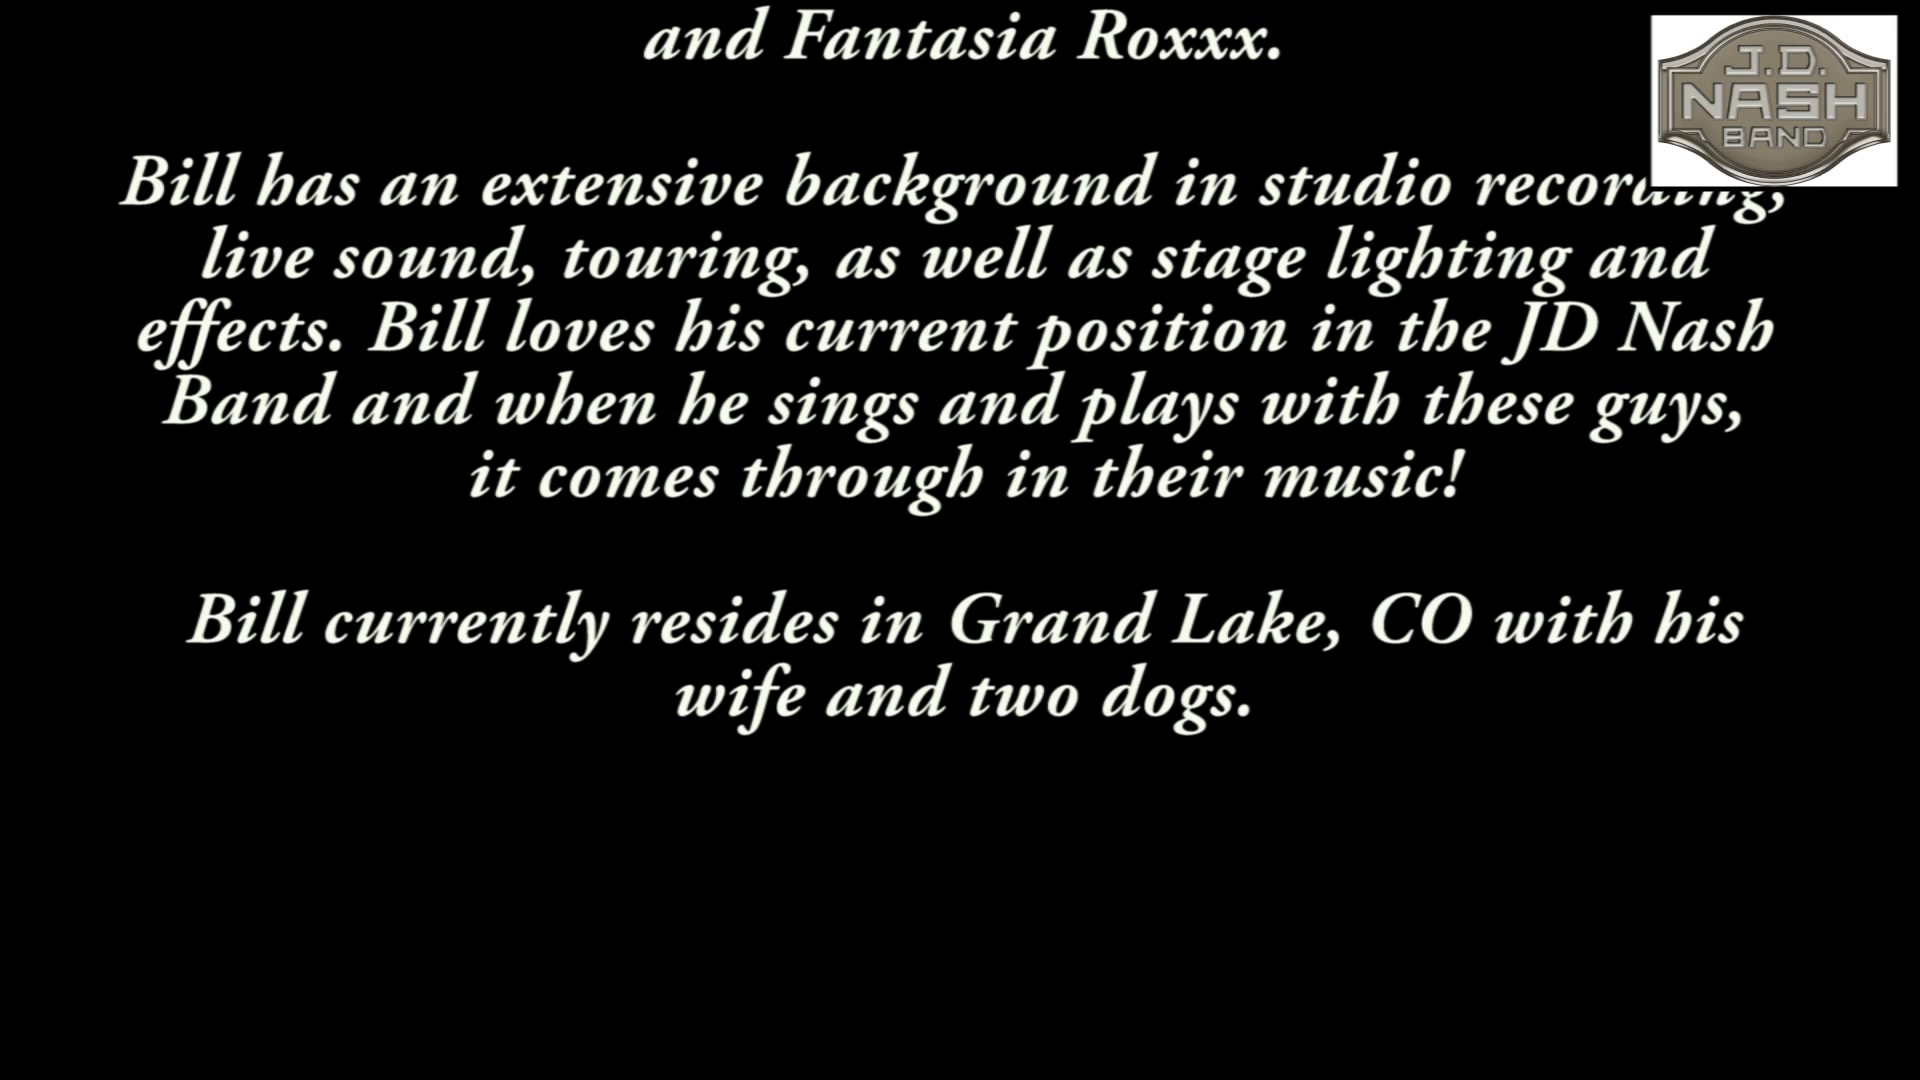 and Fantasia Roxxx.
J.D.
NASH
BAND
Bill has an extensive background in studio recording,
live sound, touring, as well as stage lighting and
effects. Bill loves his current position in the JD Nash
Band and when he sings and plays with these guys,
it comes through in their music!
Bill currently resides in Grand Lake, CO with his
wife and two dogs.